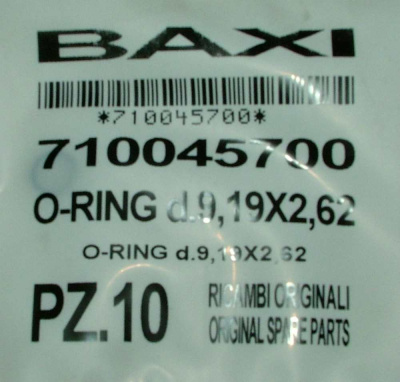 BAXI
*710045700*
710045700
O-RING d.9,19X2,62
O-RING d.9,19X2,62
PZ.10
RICAMBI ORIGINALI
ORIGINAL SPARE PARTS